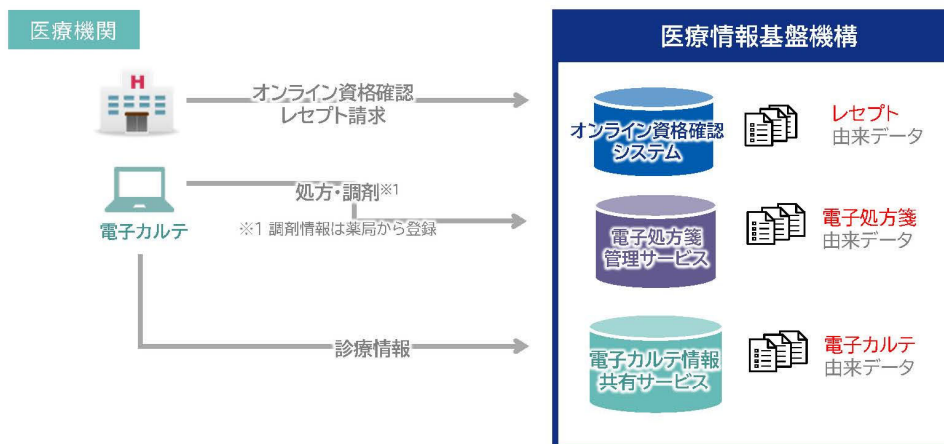 医療機関
医療情報基盤機構
H
オンライン資格確認
レセプト請求
オンライン資格確認
システム
レセプト
由来データ
電子カルテ
処方・調剤※1
※1 調剤情報は薬局から登録
電子処方箋
管理サービス
電子処方箋
由来データ
診療情報
電子カルテ情報
共有サービス
電子カルテ
由来データ